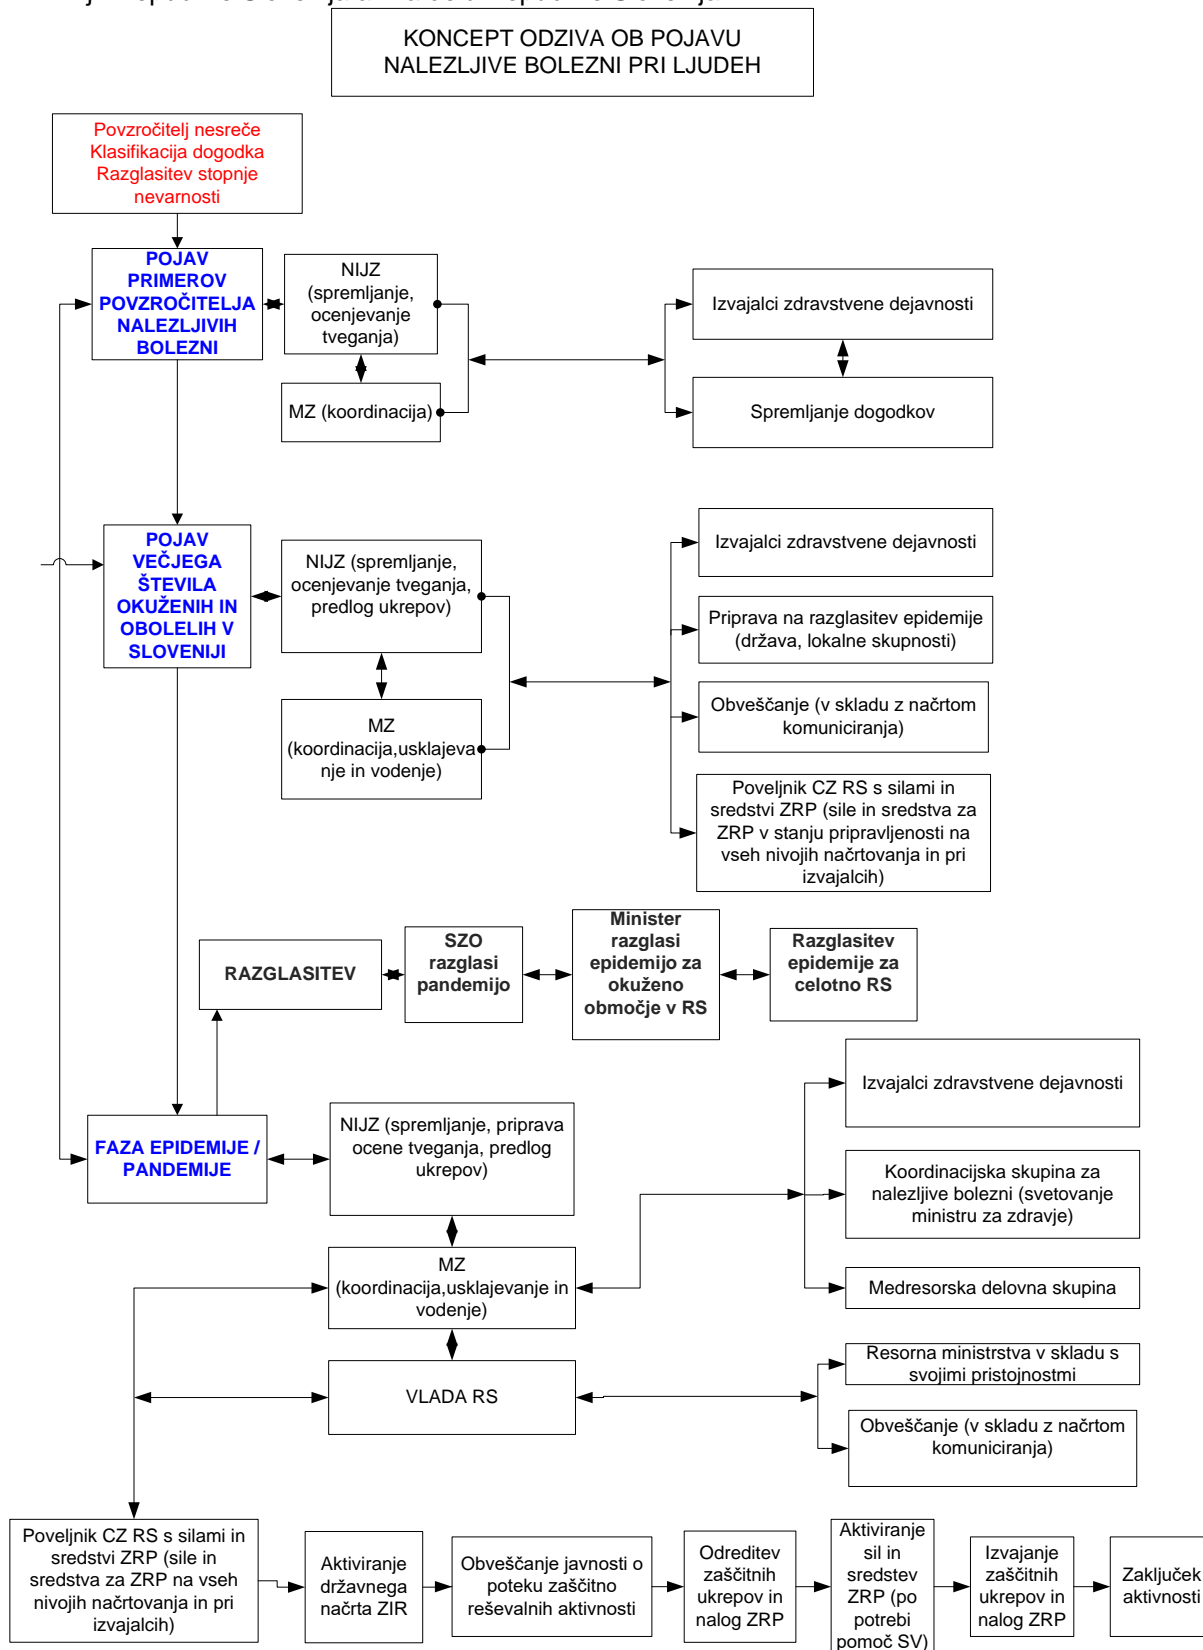 KONCEPT ODZIVA OB POJAVU
NALEZLJIVE BOLEZNI PRI LJUDEH
Povzročitelj nesreče
Klasifikacija dogodka
Razglasitev stopnje
nevarnosti
POJAV
PRIMEROV
POVZROČITELJA
NALEZLJIVIH
BOLEZNI
NIJZ
(spremljanje,
ocenjevanje
tveganja)
MZ (koordinacija)
Izvajalci zdravstvene dejavnosti
Spremljanje dogodkov
POJAV
VEČJEGA
ŠTEVILA
OKUŽENIH IN
OBOLELIH V
SLOVENIJI
NIJZ (spremljanje,
ocenjevanje tveganja,
predlog ukrepov)
MZ
(koordinacija,usklajeva
nje in vodenje)
Izvajalci zdravstvene dejavnosti
Priprava na razglasitev epidemije
(država, lokalne skupnosti)
Obveščanje (v skladu z načrtom
komuniciranja)
Poveljnik CZ RS s silami in
sredstvi ZRP (sile in sredstva za
ZRP v stanju pripravljenosti na
vseh nivojih načrtovanja in pri
izvajalcih)
RAZGLASITEV
SZO
razglasi
pandemijo
Minister
razglasi
epidemijo za
okuženo
območje v RS
Razglasitev
epidemije za
celotno RS
FAZA EPIDEMIJE /
PANDEMIJE
NIJZ (spremljanje, priprava
ocene tveganja, predlog
ukrepov)
MZ
(koordinacija,usklajevanje in
vodenje)
VLADA RS
Izvajalci zdravstvene dejavnosti
Koordinacijska skupina za
nalezljive bolezni (svetovanje
ministru za zdravje)
Medresorska delovna skupina
Resorna ministrstva v skladu s
svojimi pristojnostmi
Obveščanje (v skladu z načrtom
komuniciranja)
Poveljnik CZ RS s silami in
sredstvi ZRP (sile in
sredstva za ZRP na vseh
nivojih načrtovanja in pri
izvajalcih)
Aktiviranje
državnega
načrta ZIR
Obveščanje javnosti o
poteku zaščitno
reševalnih aktivnosti
Odreditev
zaščitnih
ukrepov in
nalog ZRP
Aktiviranje
sil in
sredstev
ZRP (po
potrebi
pomoč SV)
Izvajanje
zaščitnih
ukrepov in
nalog ZRP
Zaključek
aktivnosti